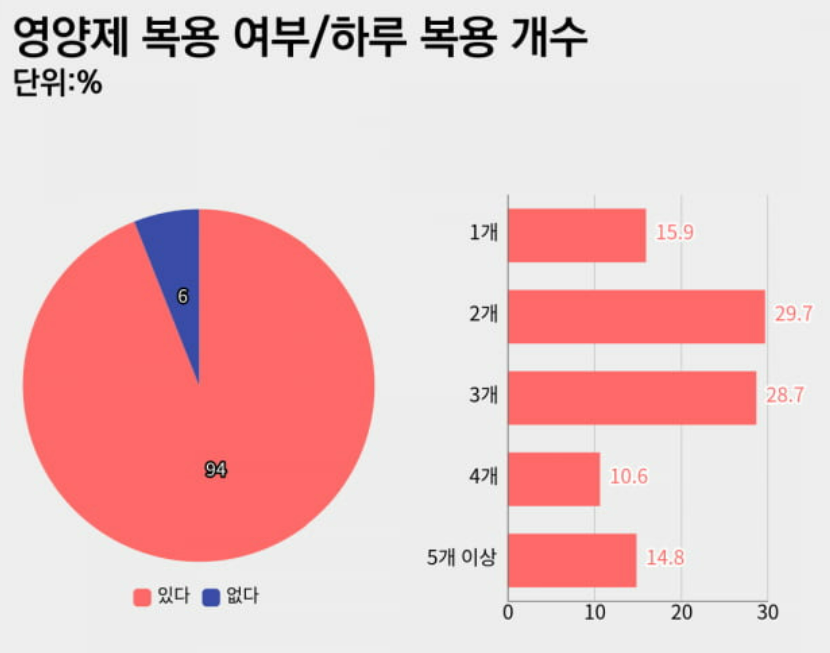 영양제 복용 여부/하루 복용 개수
단위:%
6
94
있다 없다
1개 15.9
2개 29.7
3개 28.7
4개 10.6
5개 이상 14.8
0 10 20 30